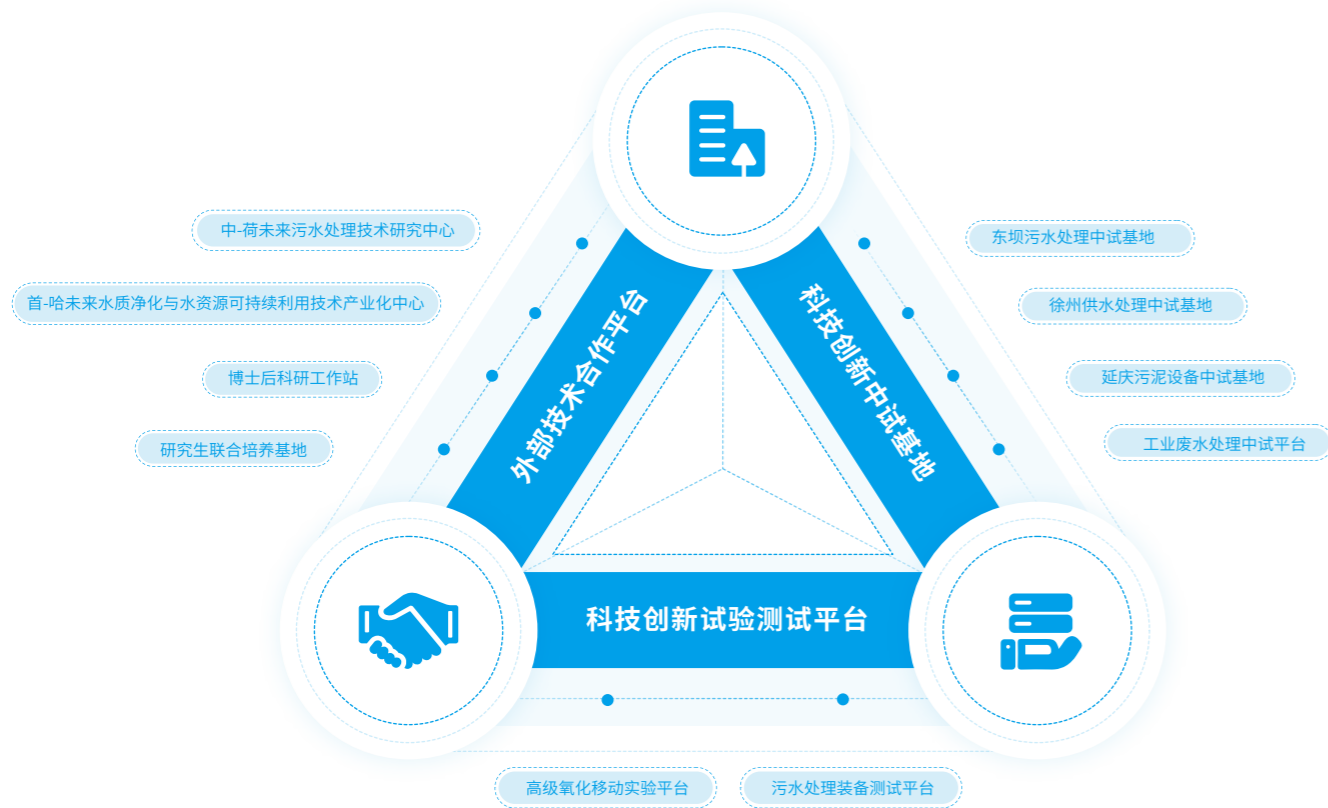 中-荷未来污水处理技术研究中心
首-哈未来水质净化与水资源可持续利用技术产业化中心
博士后科研工作站
研究生联合培养基地
外部技术合作平台
科技创新中试基地
东坝污水处理中试基地
徐州供水处理中试基地
延庆污泥设备中试基地
工业废水处理中试平台
科技创新试验测试平台
高级氧化移动实验平台
污水处理装备测试平台